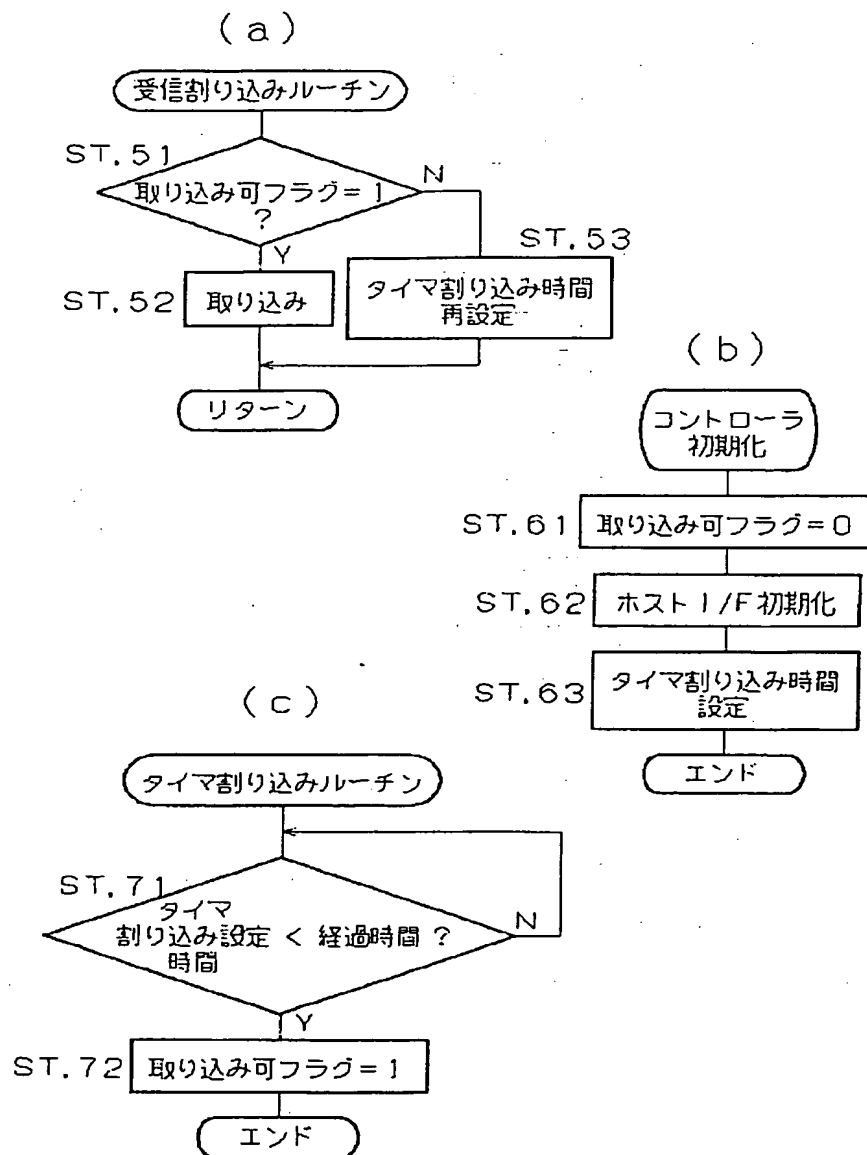 (a)
受信割り込みルーチン
ST.51
取り込み可フラグ=1
?
N
Y
ST.52
取り込み
ST.53
タイマ割り込み時間
再設定
リターン
(b)
コントローラ
初期化
ST.61
取り込み可フラグ=0
ST.62
ホストI/F初期化
ST.63
タイマ割り込み時間
設定
エンド
(c)
タイマ割り込みルーチン
ST.71
タイマ
割り込み設定 < 経過時間 ?
時間
N
Y
ST.72
取り込み可フラグ=1
エンド